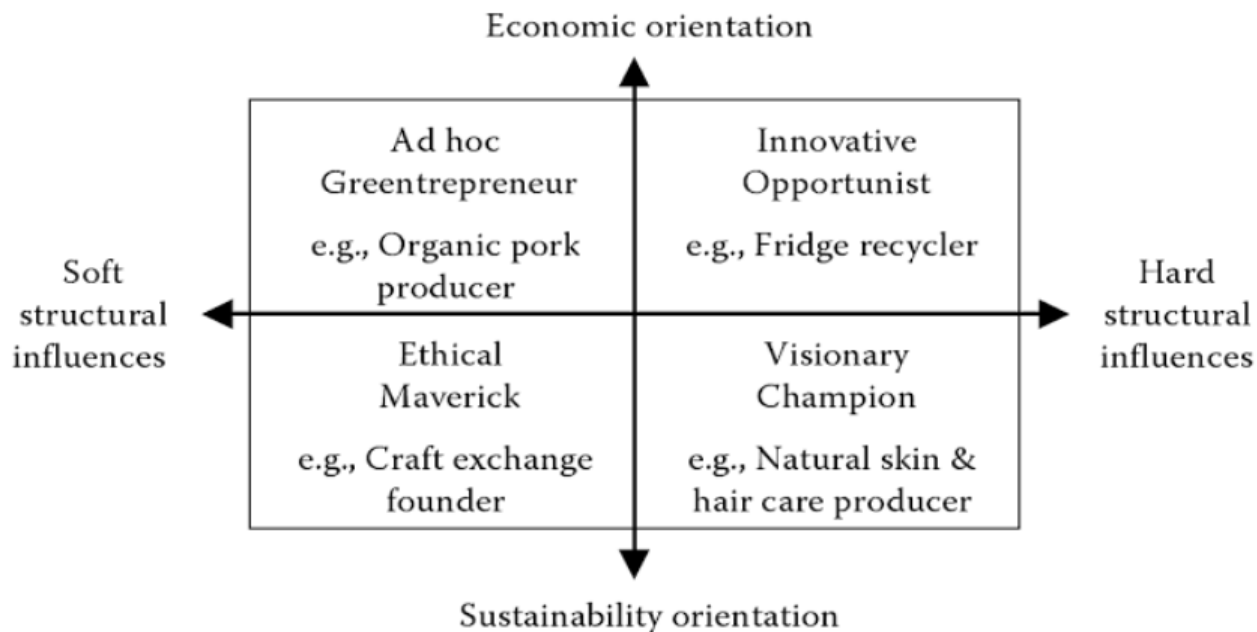 Economic orientation
Ad hoc
Greentrepreneur
e.g., Organic pork
producer
Innovative
Opportunist
e.g., Fridge recycler
Soft
structural
influences
Hard
structural
influences
Ethical
Maverick
e.g., Craft exchange
founder
Visionary
Champion
e.g., Natural skin &
hair care producer
Sustainability orientation